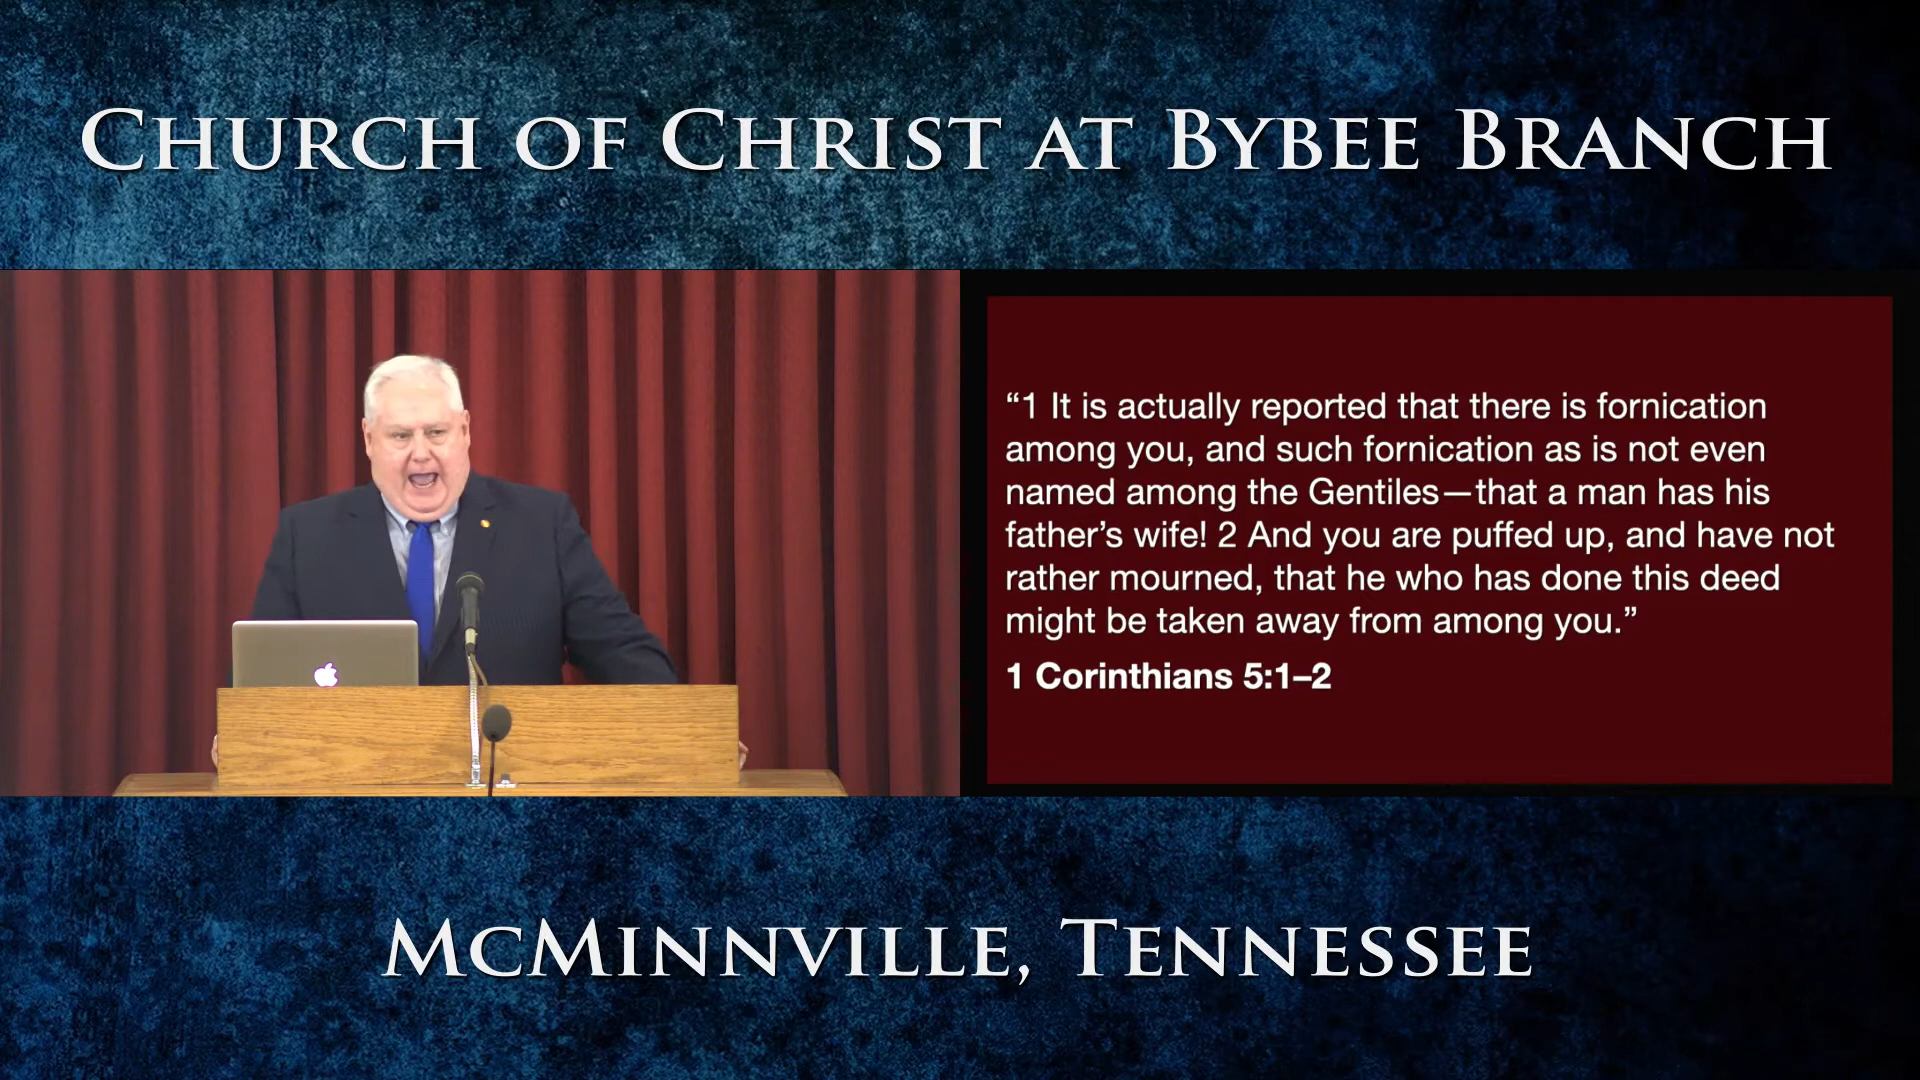 CHURCH OF CHRIST AT BYBEE BRANCH
“1 It is actually reported that there is fornication
among you, and such fornication as is not even
named among the Gentiles—that a man has his
father’s wife! 2 And you are puffed up, and have not
rather mourned, that he who has done this deed
might be taken away from among you.”
1 Corinthians 5:1–2
MCMINNVILLE, TENNESSEE